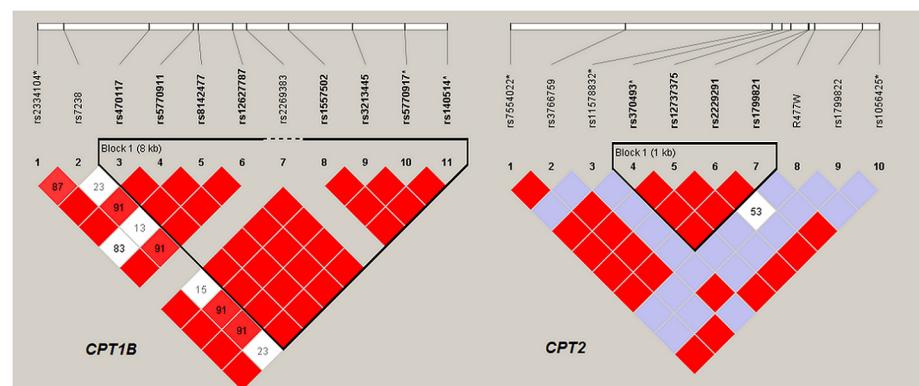 rs2334104*
rs7238
rs470117
rs5770911
rs8142477
rs12627787
rs2269383
rs1557502
rs3213445
rs5770917^
rs140514^
Block 1 (8 kb)
1 2 3 4 5 6 7 8 9 10 11
87
23
91
13
83
91
15
91
91
23
CPT1B
rs7554022*
rs3766759
rs11578832*
rs370493^
rs12737375
rs2229291
rs1799821
R477W
rs1799822
rs1056425*
Block 1 (1 kb)
1 2 3 4 5 6 7 8 9 10
53
CPT2